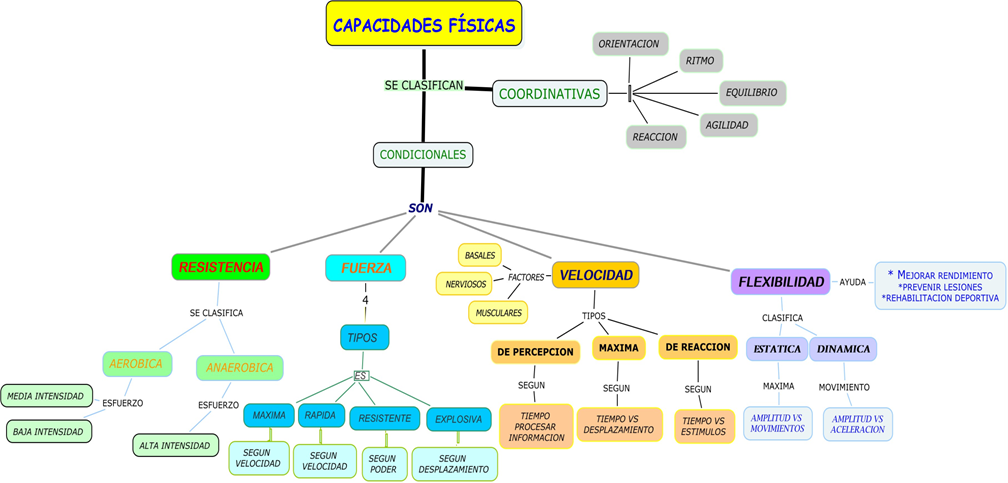 CAPACIDADES FÍSICAS
SE CLASIFICAN
COORDINATIVAS
ORIENTACION
RITMO
EQUILIBRIO
AGILIDAD
REACCION
CONDICIONALES
SON
RESISTENCIA
SE CLASIFICA
AEROBICA
ANAEROBICA
ESFUERZO
MEDIA INTENSIDAD
BAJA INTENSIDAD
ESFUERZO
ALTA INTENSIDAD
FUERZA
4
TIPOS
ES
MAXIMA
RAPIDA
RESISTENTE
EXPLOSIVA
SEGUN
VELOCIDAD
SEGUN
VELOCIDAD
SEGUN
PODER
SEGUN
DESPLAZAMIENTO
VELOCIDAD
FACTORES
BASALES
NERVIOSOS
MUSCULARES
TIPOS
DE PERCEPCION
MAXIMA
DE REACCION
SEGUN
SEGUN
SEGUN
TIEMPO
PROCESAR
INFORMACION
TIEMPO VS
DESPLAZAMIENTO
TIEMPO VS
ESTIMULOS
FLEXIBILIDAD
AYUDA
* MEJORAR RENDIMIENTO
*PREVENIR LESIONES
*REHABILITACION DEPORTIVA
CLASIFICA
ESTATICA
DINAMICA
MAXIMA
MOVIMIENTO
AMPLITUD VS
MOVIMIENTOS
AMPLITUD VS
ACELERACION